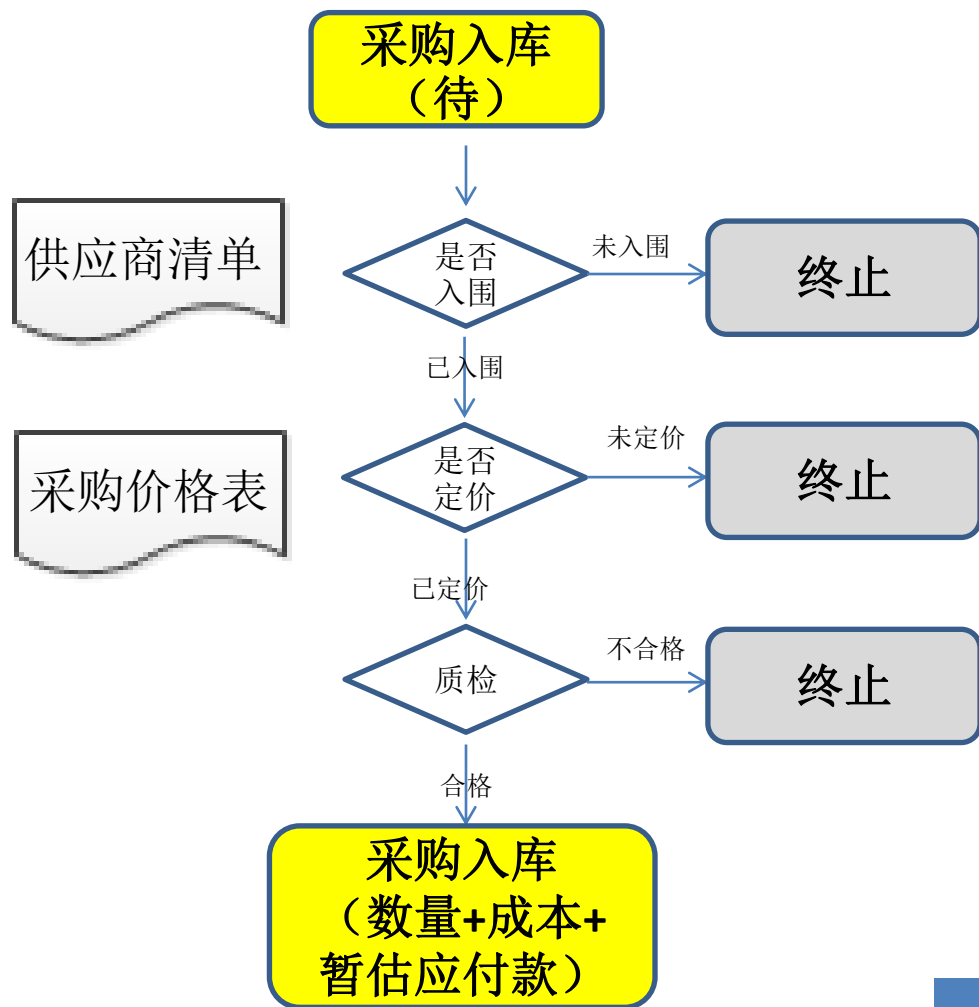 采购入库
（待）
供应商清单
是否
入围
未入围
终止
已入围
采购价格表
是否
定价
未定价
终止
已定价
质检
不合格
终止
合格
采购入库
（数量+成本+
暂估应付款）